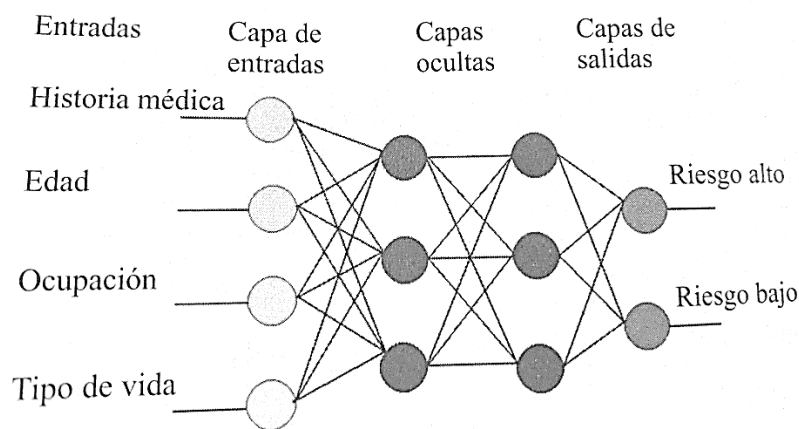 Entradas
Capa de
entradas
Capas
ocultas
Capas de
salidas
Historia médica
Edad
Ocupación
Tipo de vida
Riesgo alto
Riesgo bajo